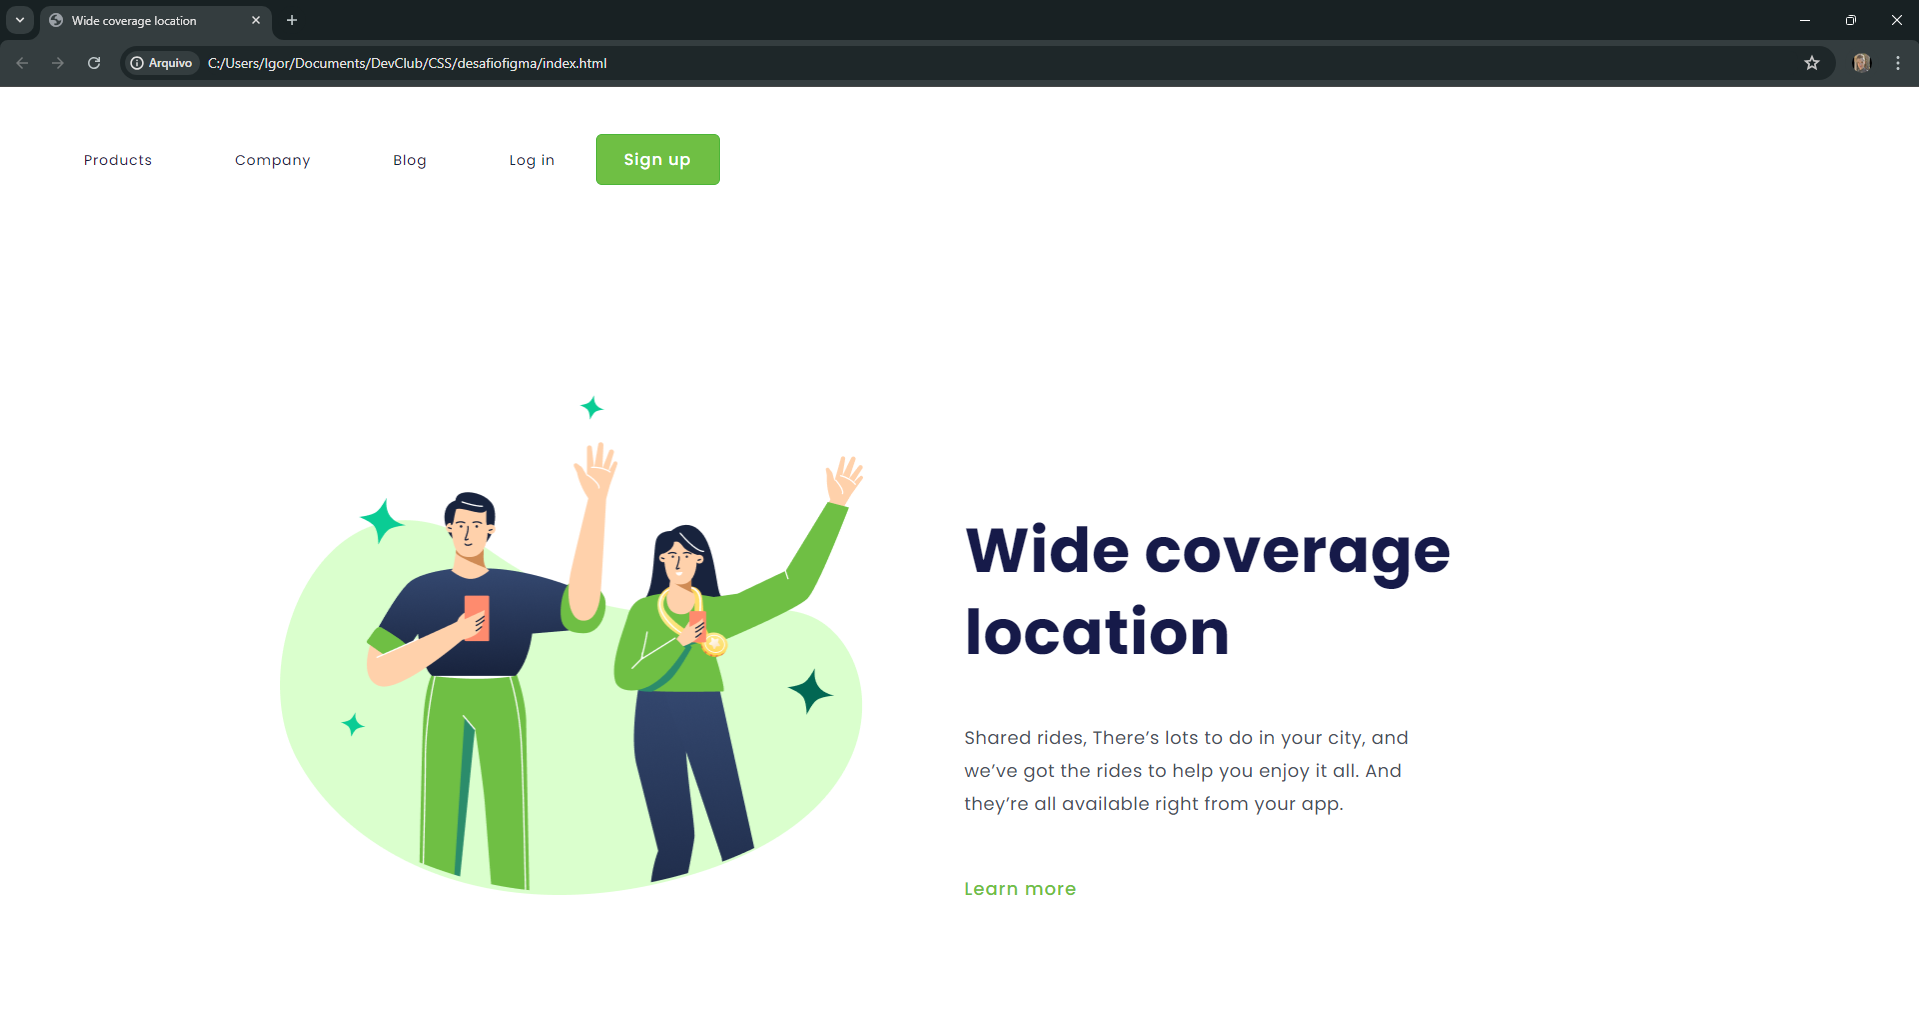 Wide coverage location
Arquivo C:/Users/Igor/Documents/DevClub/CSS/desafiofigma/index.html
Products Company Blog Log in Sign up
Wide coverage
location
Shared rides, There’s lots to do in your city, and
we’ve got the rides to help you enjoy it all. And
they’re all available right from your app.
Learn more